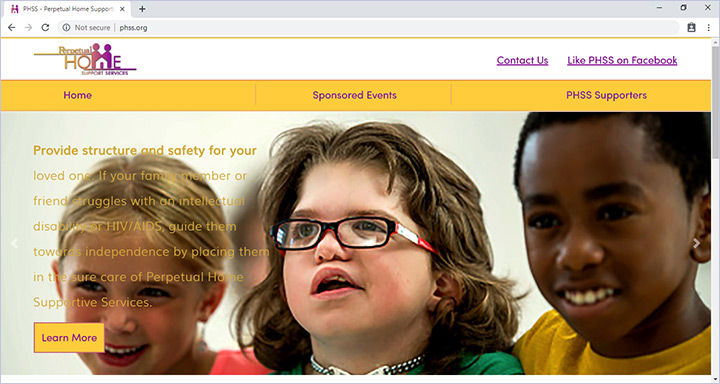 PHSS - Perpetual Home Support
Not secure | phss.org
Perpetual
HOME
SUPPORT SERVICES
Contact Us Like PHSS on Facebook
Home Sponsored Events PHSS Supporters
Provide structure and safety for your
loved one. If your family member or
friend struggles with an intellectual
disability or HIV/AIDS, guide them
towards independence by placing them
in the sure care of Perpetual Home
Supportive Services.
Learn More